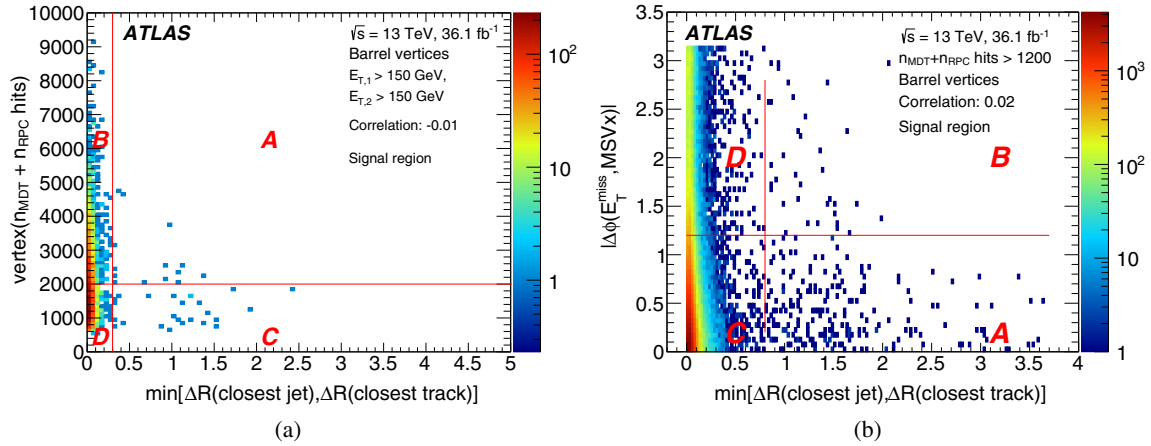 ATLAS
√s = 13 TeV, 36.1 fb⁻¹
Barrel vertices
E_T,1 > 150 GeV,
E_T,2 > 150 GeV
Correlation: -0.01
Signal region
B
A
D
C
vertex(n_MDT + n_RPC hits)
10000
9000
8000
7000
6000
5000
4000
3000
2000
1000
0
0 0.5 1 1.5 2 2.5 3 3.5 4 4.5 5
min[ΔR(closest jet),ΔR(closest track)]
10²
10
1
(a)
ATLAS
√s = 13 TeV, 36.1 fb⁻¹
n_MDT+n_RPC hits > 1200
Barrel vertices
Correlation: 0.02
Signal region
D
B
C
A
|Δϕ(E_T^miss, MSVx)|
3.5
3
2.5
2
1.5
1
0.5
0
0 0.5 1 1.5 2 2.5 3 3.5 4
min[ΔR(closest jet),ΔR(closest track)]
10³
10²
10
1
(b)